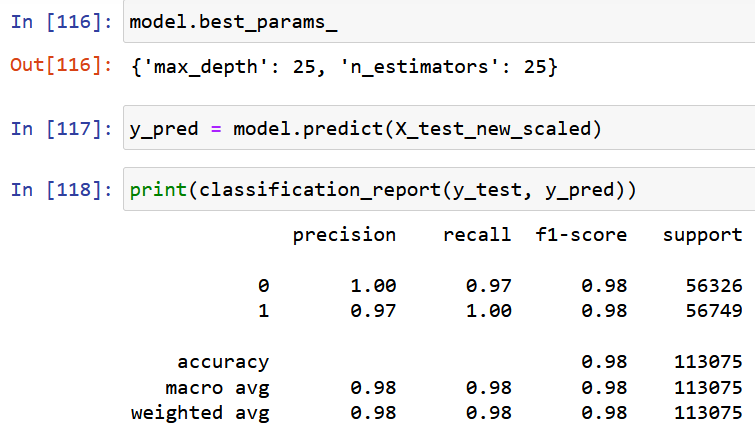 In [116]: model.best_params_
Out[116]: {'max_depth': 25, 'n_estimators': 25}
In [117]: y_pred = model.predict(X_test_new_scaled)
In [118]: print(classification_report(y_test, y_pred))
precision recall f1-score support
0 1.00 0.97 0.98 56326
1 0.97 1.00 0.98 56749
accuracy 0.98 113075
macro avg 0.98 0.98 0.98 113075
weighted avg 0.98 0.98 0.98 113075